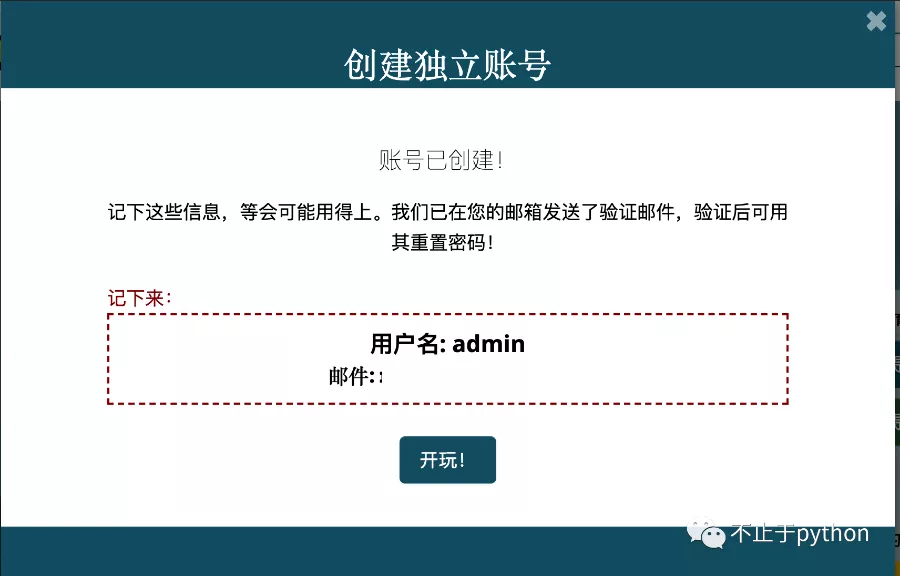 创建独立账号
账号已创建!
记下这些信息，等会可能用得上。我们已在您的邮箱发送了验证邮件，验证后可用
其重置密码!
记下来：
用户名: admin
邮件:
开玩!
不止于python